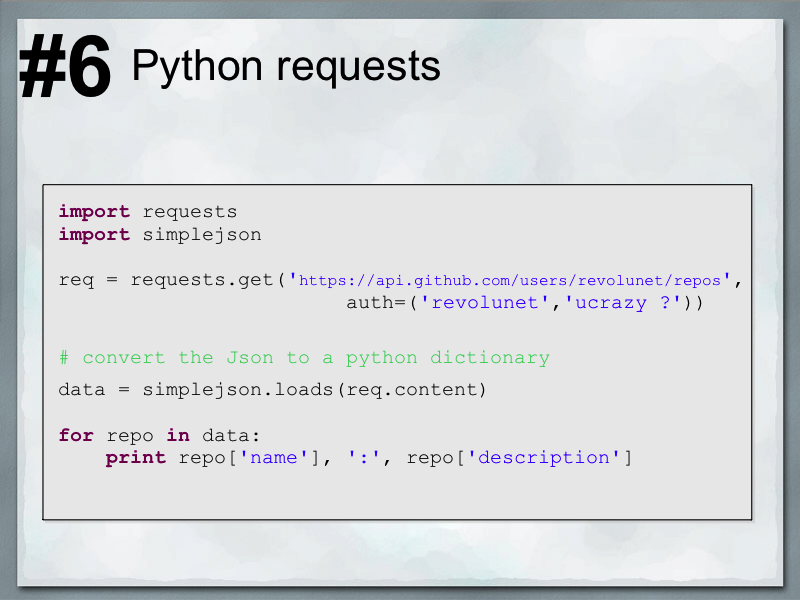 #6 Python requests
import requests
import simplejson
req = requests.get('https://api.github.com/users/revolunet/repos',
auth=('revolunet','ucrazy ?'))
# convert the Json to a python dictionary
data = simplejson.loads(req.content)
for repo in data:
print repo['name'], ':', repo['description']